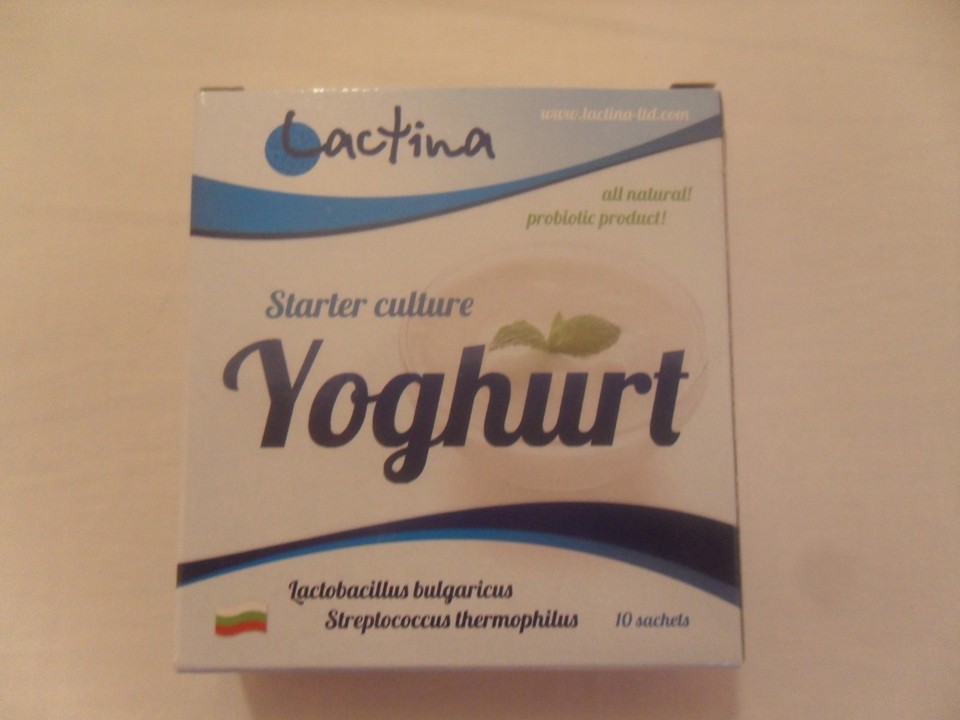 Lactina
www.lactina-ltd.com
all natural!
probiotic product!
Starter culture
Yoghurt
Lactobacillus bulgaricus
Streptococcus thermophilus
10 sachets